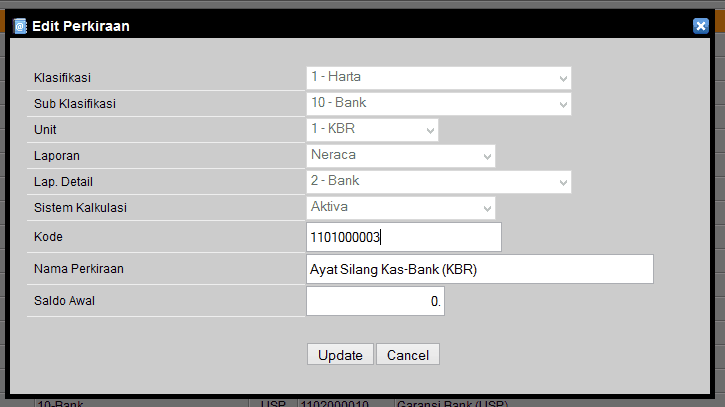 Edit Perkiraan
Klasifikasi 1 - Harta
Sub Klasifikasi 10 - Bank
Unit 1 - KBR
Laporan Neraca
Lap. Detail 2 - Bank
Sistem Kalkulasi Aktiva
Kode 1101000003
Nama Perkiraan Ayat Silang Kas-Bank (KBR)
Saldo Awal 0.
Update Cancel
10-Bank USP 1102000010 Garansi Bank (USP)